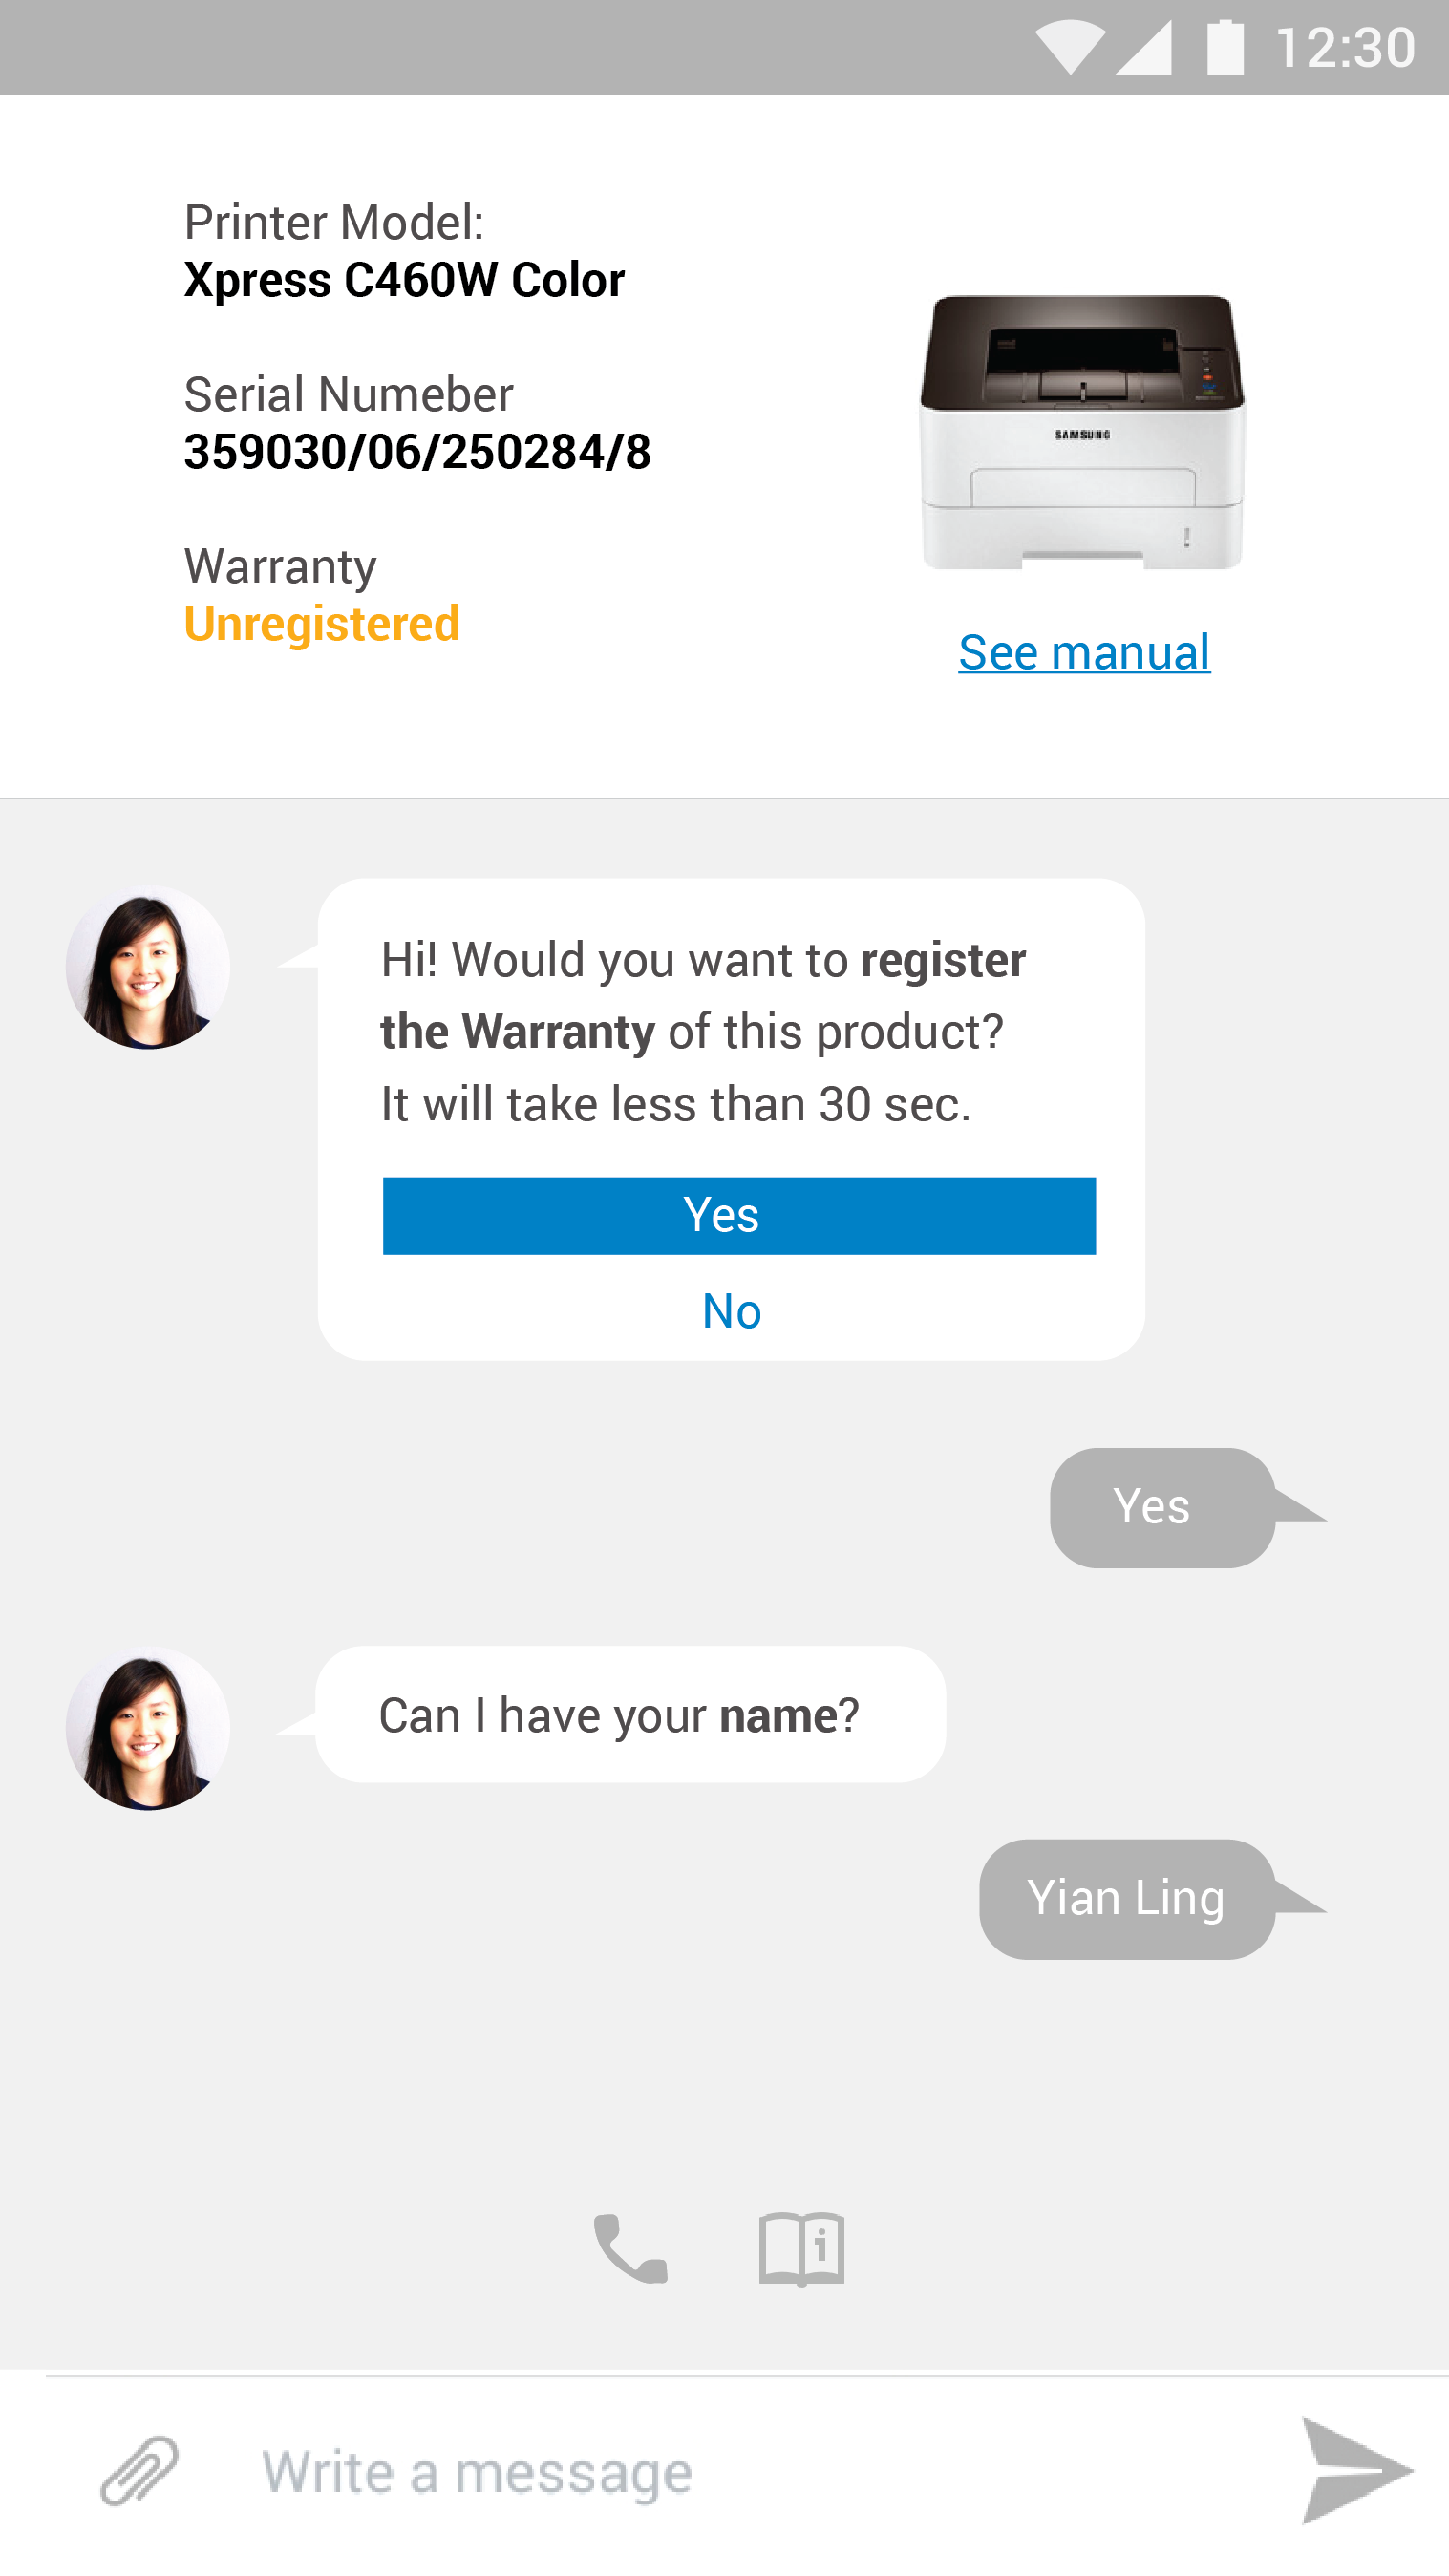 12:30
Printer Model:
Xpress C460W Color
Serial Numeber
359030/06/250284/8
Warranty
Unregistered
SAMSUNG
See manual
Hi! Would you want to register
the Warranty of this product?
It will take less than 30 sec.
Yes
No
Yes
Can I have your name?
Yian Ling
Write a message